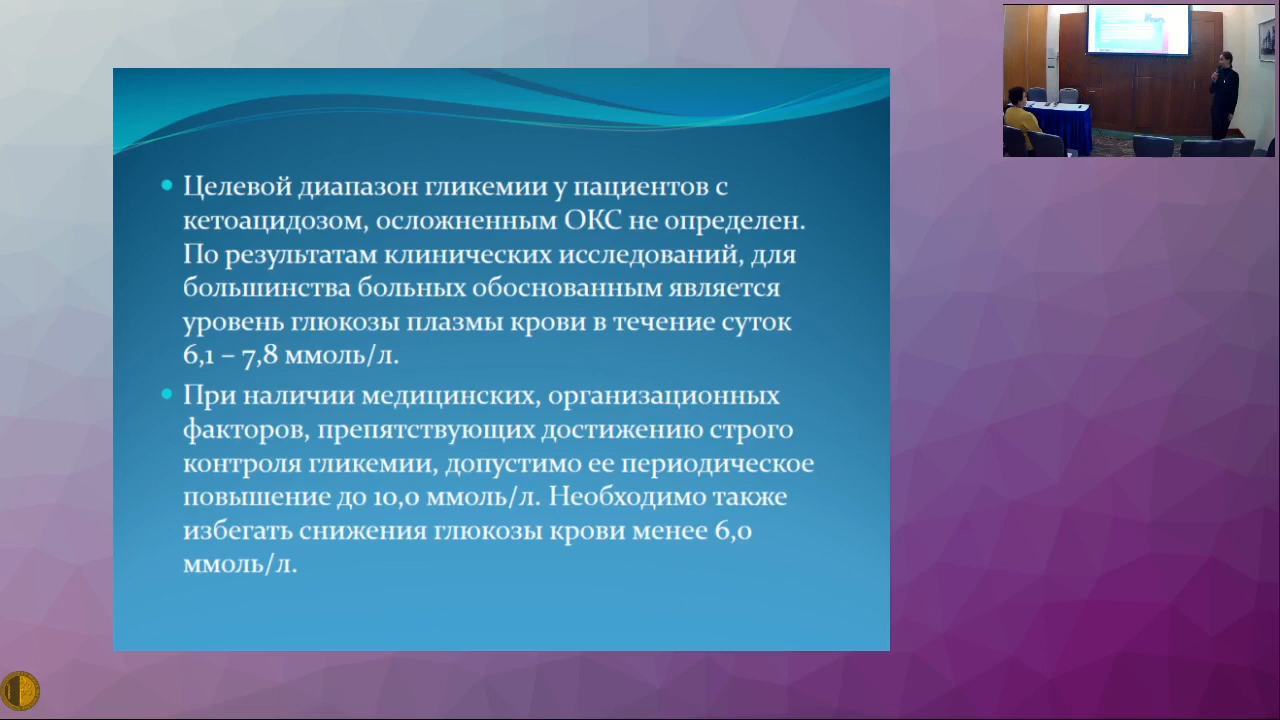 Целевой диапазон гликемии у пациентов с
кетоацидозом, осложненным ОКС не определен.
По результатам клинических исследований, для
большинства больных обоснованным является
уровень глюкозы плазмы крови в течение суток
6,1 – 7,8 ммоль/л.
При наличии медицинских, организационных
факторов, препятствующих достижению строго
контроля гликемии, допустимо ее периодическое
повышение до 10,0 ммоль/л. Необходимо также
избегать снижения глюкозы крови менее 6,0
ммоль/л.